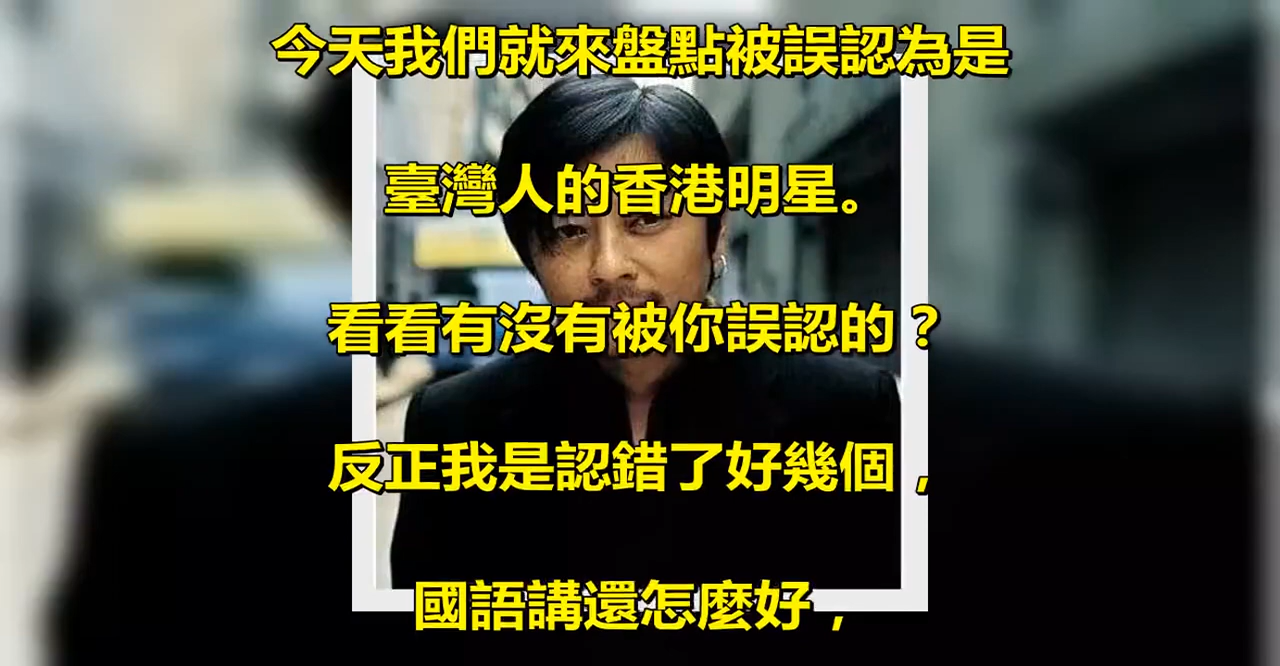 今天我們就來盤點被誤認為是
臺灣人的香港明星。
看看有沒有被你誤認的？
反正我是認錯了好幾個，
國語講還怎麼好，